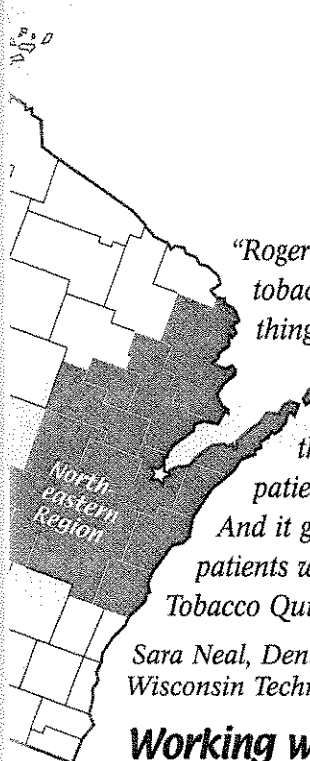 North
eastern
Region
"Roger
tobac
thing
th
patie
And it g
patients w
Tobacco Qui
Sara Neal, Den
Wisconsin Techn
Working w